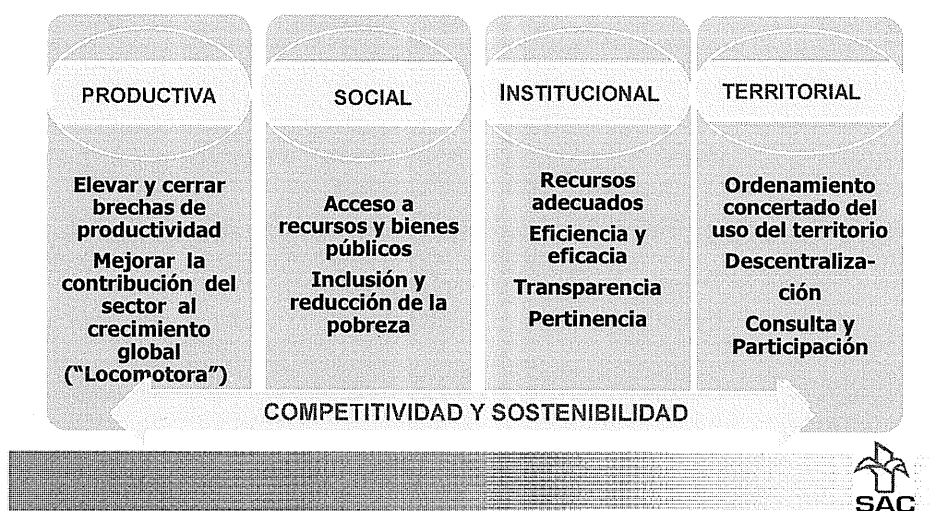 PRODUCTIVA
Elevar y cerrar
brechas de
productividad
Mejorar la
contribución del
sector al
crecimiento
global
("Locomotora")
SOCIAL
Acceso a
recursos y bienes
públicos
Inclusión y
reducción de la
pobreza
INSTITUCIONAL
Recursos
adecuados
Eficiencia y
eficacia
Transparencia
Pertinencia
TERRITORIAL
Ordenamiento
concertado del
uso del territorio
Descentraliza-
ción
Consulta y
Participación
COMPETITIVIDAD Y SOSTENIBILIDAD
SAC